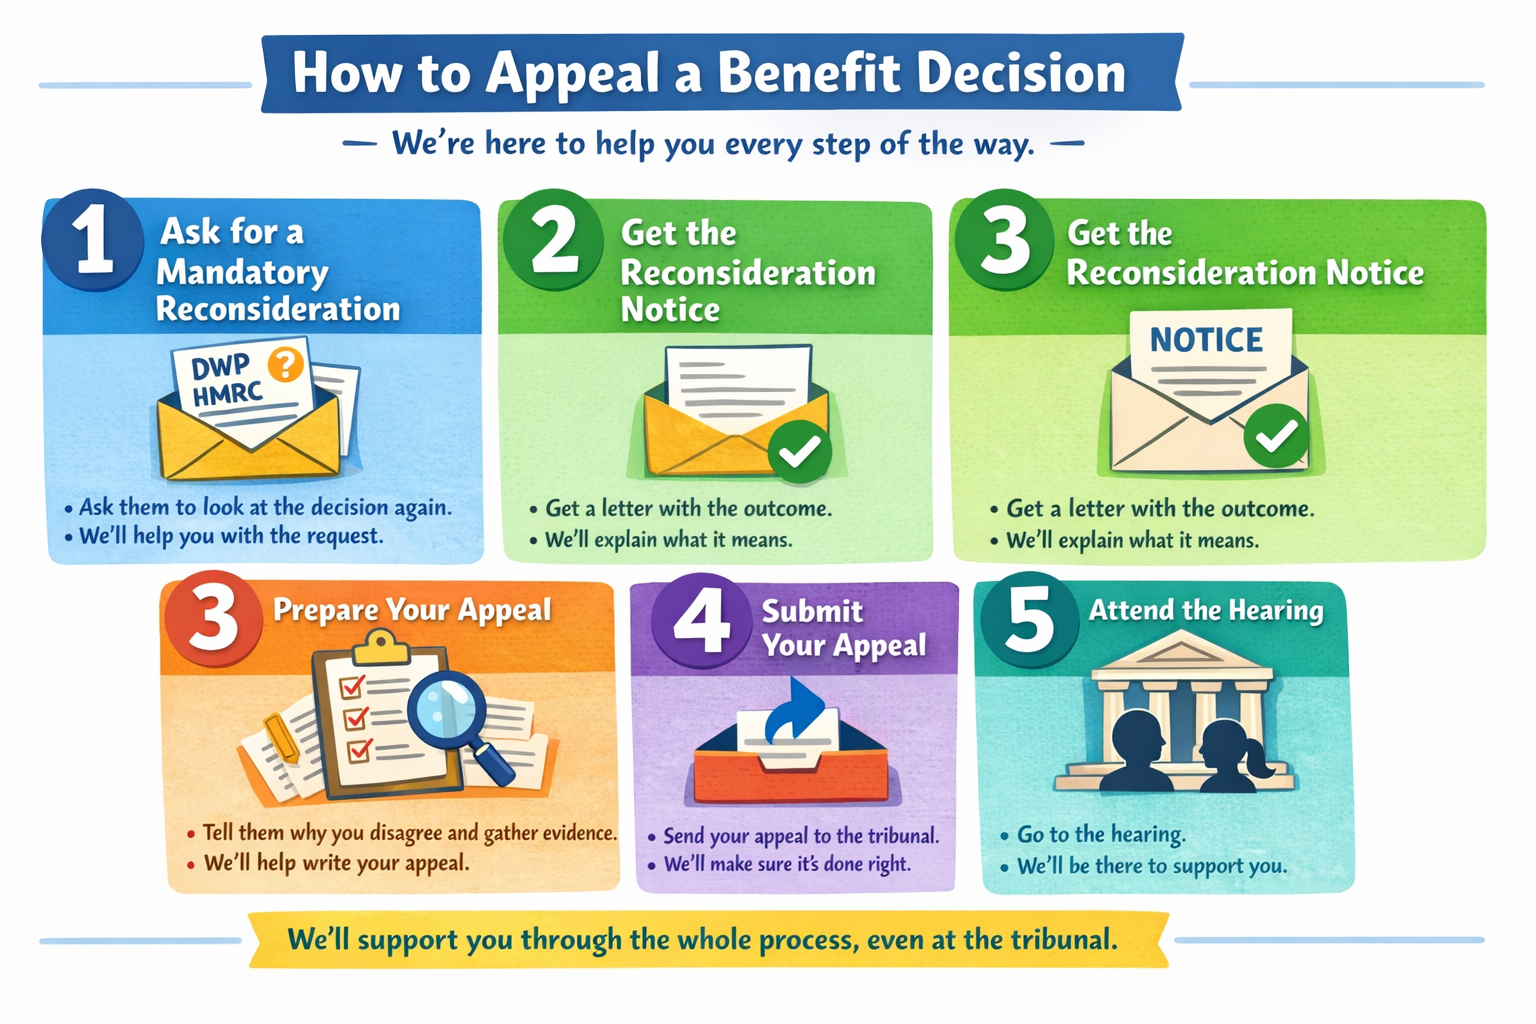 How to Appeal a Benefit Decision
— We're here to help you every step of the way. —
1
Ask for a
Mandatory
Reconsideration
DWP ?
HMRC
• Ask them to look at the decision again.
• We'll help you with the request.
2
Get the
Reconsideration
Notice
• Get a letter with the outcome.
• We'll explain what it means.
3
Get the
Reconsideration Notice
NOTICE
• Get a letter with the outcome.
• We'll explain what it means.
3
Prepare Your Appeal
• Tell them why you disagree and gather evidence.
• We'll help write your appeal.
4
Submit
Your Appeal
• Send your appeal to the tribunal.
• We'll make sure it's done right.
5
Attend the Hearing
• Go to the hearing.
• We'll be there to support you.
We'll support you through the whole process, even at the tribunal.